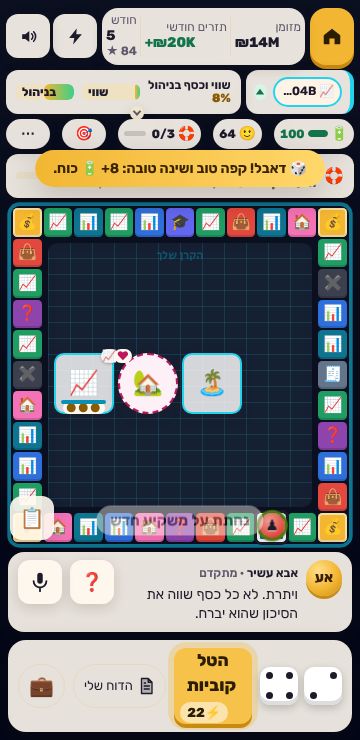 מזומן
₪14M
תזרים חודשי
+₪20K
חודש
5
★ 84
...04B
שווי וכסף בניהול
8%
שווי
בניהול
100
64
0/3
...
דאבל! קפה טוב ושינה טובה: 8+ 🔋 כוח.
הקרן שלך
נחתת על משקיע חדש
אע
אבא עשיר • מתקדם
ויתרת. לא כל כסף שווה את
הסיכון שהוא יברח.
הטל
קוביות
22⚡
הדוח שלי